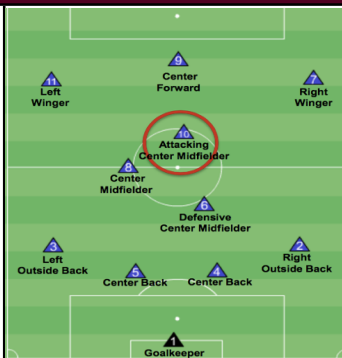 9
Center
Forward
11
Left
Winger
7
Right
Winger
10
Attacking
Center Midfielder
8
Center
Midfielder
6
Defensive
Center Midfielder
3
Left
Outside Back
2
Right
Outside Back
5
Center Back
4
Center Back
1
Goalkeeper